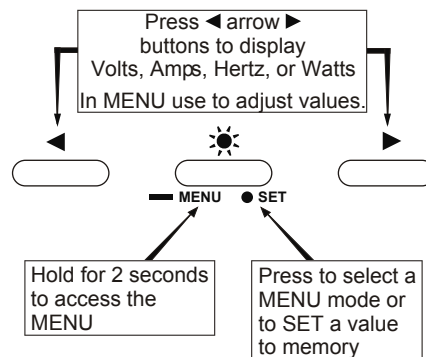 Press ◄ arrow ►
buttons to display
Volts, Amps, Hertz, or Watts
In MENU use to adjust values.
MENU
SET
Hold for 2 seconds
to access the
MENU
Press to select a
MENU mode or
to SET a value
to memory